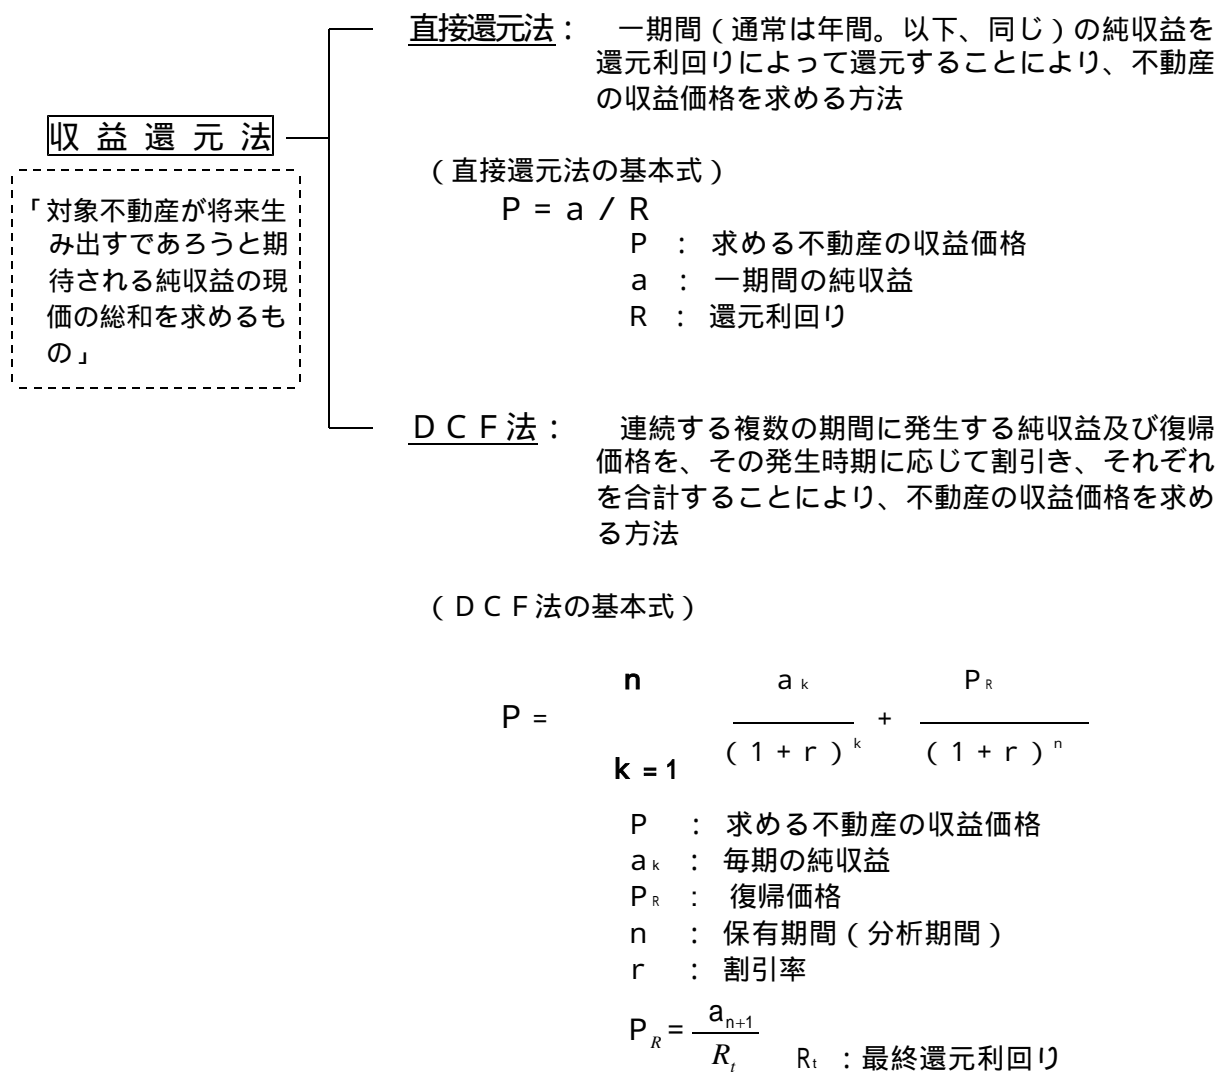 直接還元法： 一期間（通常は年間。以下、同じ）の純収益を
還元利回りによって還元することにより、不動産
の収益価格を求める方法
収益還元法
「対象不動産が将来生
み出すであろうと期
待される純収益の現
価の総和を求めるも
の」
（直接還元法の基本式）
Ｐ＝ａ／Ｒ
Ｐ ： 求める不動産の収益価格
ａ ： 一期間の純収益
Ｒ ： 還元利回り
ＤＣＦ法： 連続する複数の期間に発生する純収益及び復帰
価格を、その発生時期に応じて割引き、それぞれ
を合計することにより、不動産の収益価格を求め
る方法
（ＤＣＦ法の基本式）
n ａk ＰR
Ｐ＝ ＋
k＝1 （１＋ｒ）k （１＋ｒ）n
Ｐ ： 求める不動産の収益価格
ａk ： 毎期の純収益
ＰR ： 復帰価格
ｎ ： 保有期間（分析期間）
ｒ ： 割引率
PR = an+1
Rt Rt ：最終還元利回り